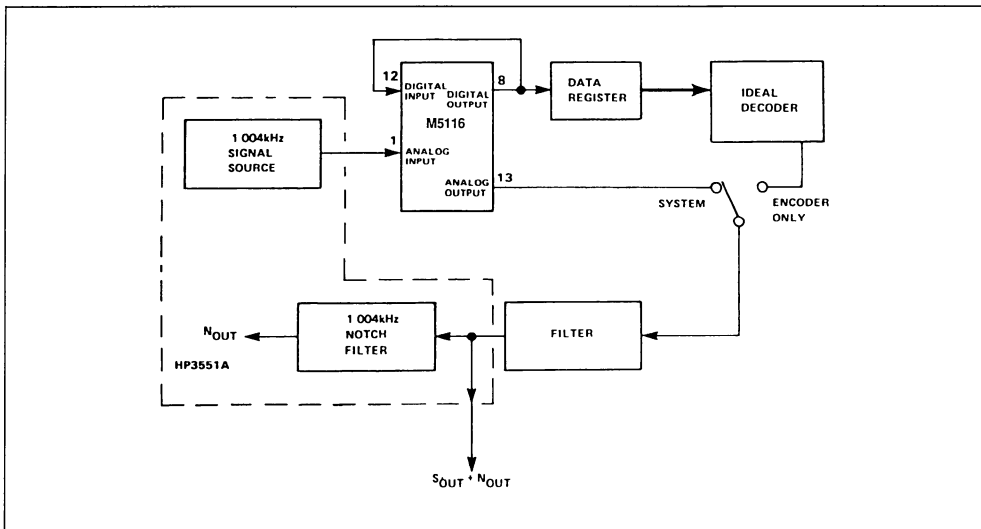 12
DIGITAL
INPUT
8
DIGITAL
OUTPUT
M5116
1
ANALOG
INPUT
ANALOG
OUTPUT
13
DATA
REGISTER
IDEAL
DECODER
1 004kHz
SIGNAL
SOURCE
SYSTEM
ENCODER
ONLY
NOUT
HP3551A
1 004kHz
NOTCH
FILTER
FILTER
SOUT + NOUT